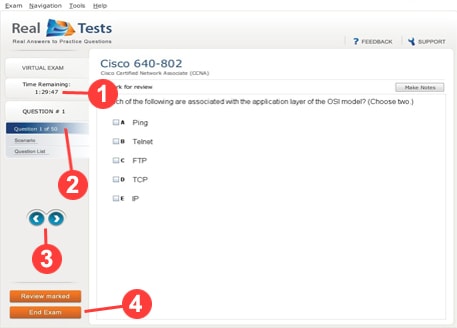 Exam Navigation Tools Help
Real Tests
Real Answers to Practice Questions
? FEEDBACK SUPPORT
VIRTUAL EXAM
Time Remaining:
1:29:47
QUESTION # 1
Question 1 of 50
Scenario
Question List
Review marked
End Exam
1
2
3
4
Cisco 640-802
Cisco Certified Network Associate (CCNA)
rk for review
Make Notes
ch of the following are associated with the application layer of the OSI model? (Choose two.)
A Ping
B Telnet
C FTP
D TCP
E IP